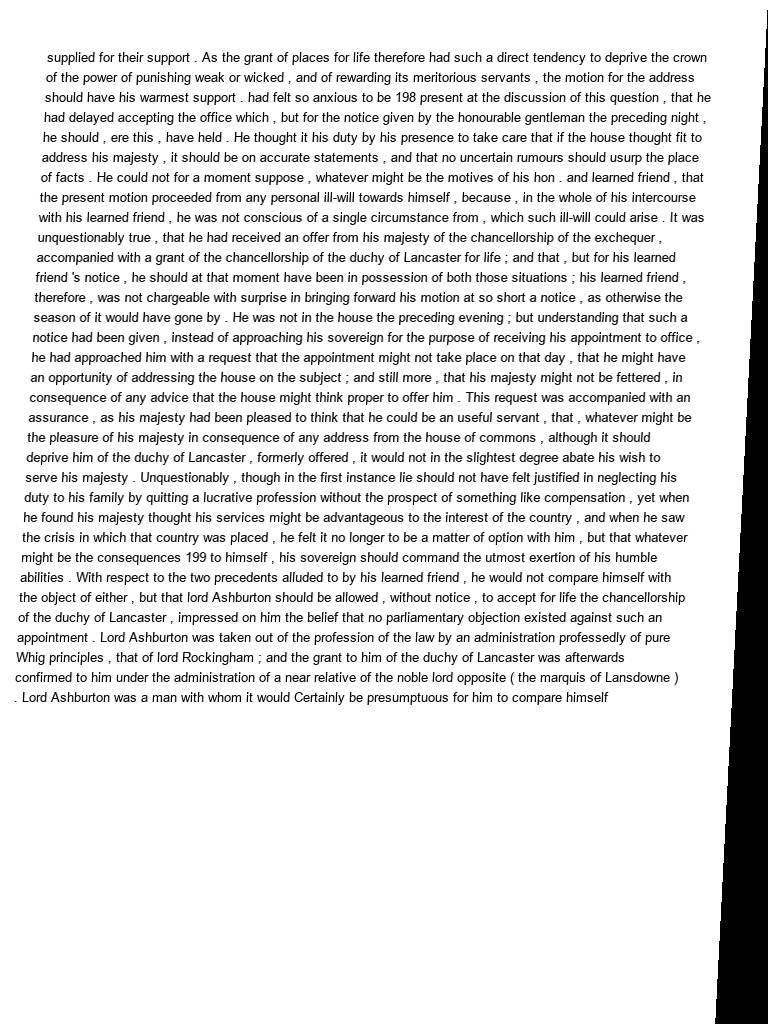 supplied for their support . As the grant of places for life therefore had such a direct tendency to deprive the crown
of the power of punishing weak or wicked , and of rewarding its meritorious servants , the motion for the address
should have his warmest support . had felt so anxious to be 198 present at the discussion of this question , that he
had delayed accepting the office which , but for the notice given by the honourable gentleman the preceding night ,
he should , ere this , have held . He thought it his duty by his presence to take care that if the house thought fit to
address his majesty , it should be on accurate statements , and that no uncertain rumours should usurp the place
of facts . He could not for a moment suppose , whatever might be the motives of his hon . and learned friend , that
the present motion proceeded from any personal ill-will towards himself , because , in the whole of his intercourse
with his learned friend , he was not conscious of a single circumstance from , which such ill-will could arise . It was
unquestionably true , that he had received an offer from his majesty of the chancellorship of the exchequer ,
accompanied with a grant of the chancellorship of the duchy of Lancaster for life ; and that , but for his learned
friend 's notice , he should at that moment have been in possession of both those situations ; his learned friend ,
therefore , was not chargeable with surprise in bringing forward his motion at so short a notice , as otherwise the
season of it would have gone by . He was not in the house the preceding evening ; but understanding that such a
notice had been given , instead of approaching his sovereign for the purpose of receiving his appointment to office ,
he had approached him with a request that the appointment might not take place on that day , that he might have
an opportunity of addressing the house on the subject ; and still more , that his majesty might not be fettered , in
consequence of any advice that the house might think proper to offer him . This request was accompanied with an
assurance , as his majesty had been pleased to think that he could be an useful servant , that , whatever might be
the pleasure of his majesty in consequence of any address from the house of commons , although it should
deprive him of the duchy of Lancaster , formerly offered , it would not in the slightest degree abate his wish to
serve his majesty . Unquestionably , though in the first instance lie should not have felt justified in neglecting his
duty to his family by quitting a lucrative profession without the prospect of something like compensation , yet when
he found his majesty thought his services might be advantageous to the interest of the country , and when he saw
the crisis in which that country was placed , he felt it no longer to be a matter of option with him , but that whatever
might be the consequences 199 to himself , his sovereign should command the utmost exertion of his humble
abilities . With respect to the two precedents alluded to by his learned friend , he would not compare himself with
the object of either , but that lord Ashburton should be allowed , without notice , to accept for life the chancellorship
of the duchy of Lancaster , impressed on him the belief that no parliamentary objection existed against such an
appointment . Lord Ashburton was taken out of the profession of the law by an administration professedly of pure
Whig principles , that of lord Rockingham ; and the grant to him of the duchy of Lancaster was afterwards
confirmed to him under the administration of a near relative of the noble lord opposite ( the marquis of Lansdowne )
. Lord Ashburton was a man with whom it would Certainly be presumptuous for him to compare himself